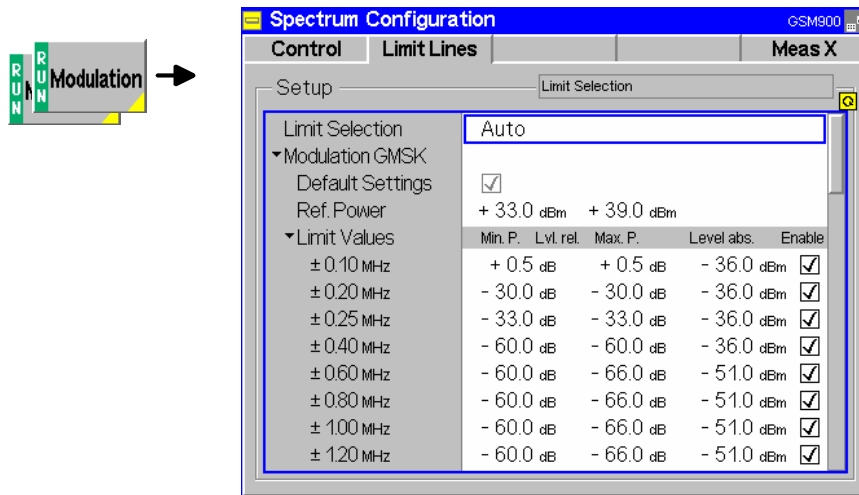 Spectrum Configuration GSM900
Control Limit Lines Meas X
RUN
RUN Modulation
Setup Limit Selection
Limit Selection Auto
Modulation GMSK
Default Settings
Ref. Power + 33.0 dBm + 39.0 dBm
Limit Values Min. P. Lvl. rel. Max. P. Level abs. Enable
± 0.10 MHz + 0.5 dB + 0.5 dB - 36.0 dBm
± 0.20 MHz - 30.0 dB - 30.0 dB - 36.0 dBm
± 0.25 MHz - 33.0 dB - 33.0 dB - 36.0 dBm
± 0.40 MHz - 60.0 dB - 60.0 dB - 36.0 dBm
± 0.60 MHz - 60.0 dB - 66.0 dB - 51.0 dBm
± 0.80 MHz - 60.0 dB - 66.0 dB - 51.0 dBm
± 1.00 MHz - 60.0 dB - 66.0 dB - 51.0 dBm
± 1.20 MHz - 60.0 dB - 66.0 dB - 51.0 dBm